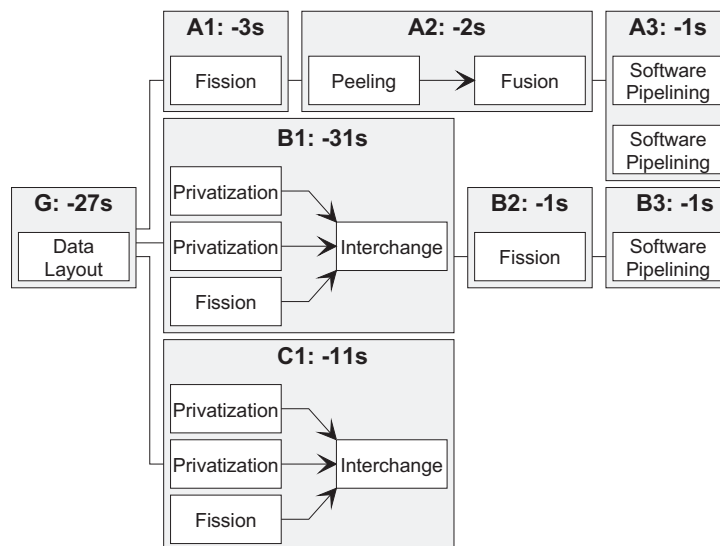 A1: -3s
Fission
A2: -2s
Peeling
Fusion
A3: -1s
Software
Pipelining
Software
Pipelining
G: -27s
Data
Layout
B1: -31s
Privatization
Privatization
Fission
Interchange
B2: -1s
Fission
B3: -1s
Software
Pipelining
C1: -11s
Privatization
Privatization
Fission
Interchange